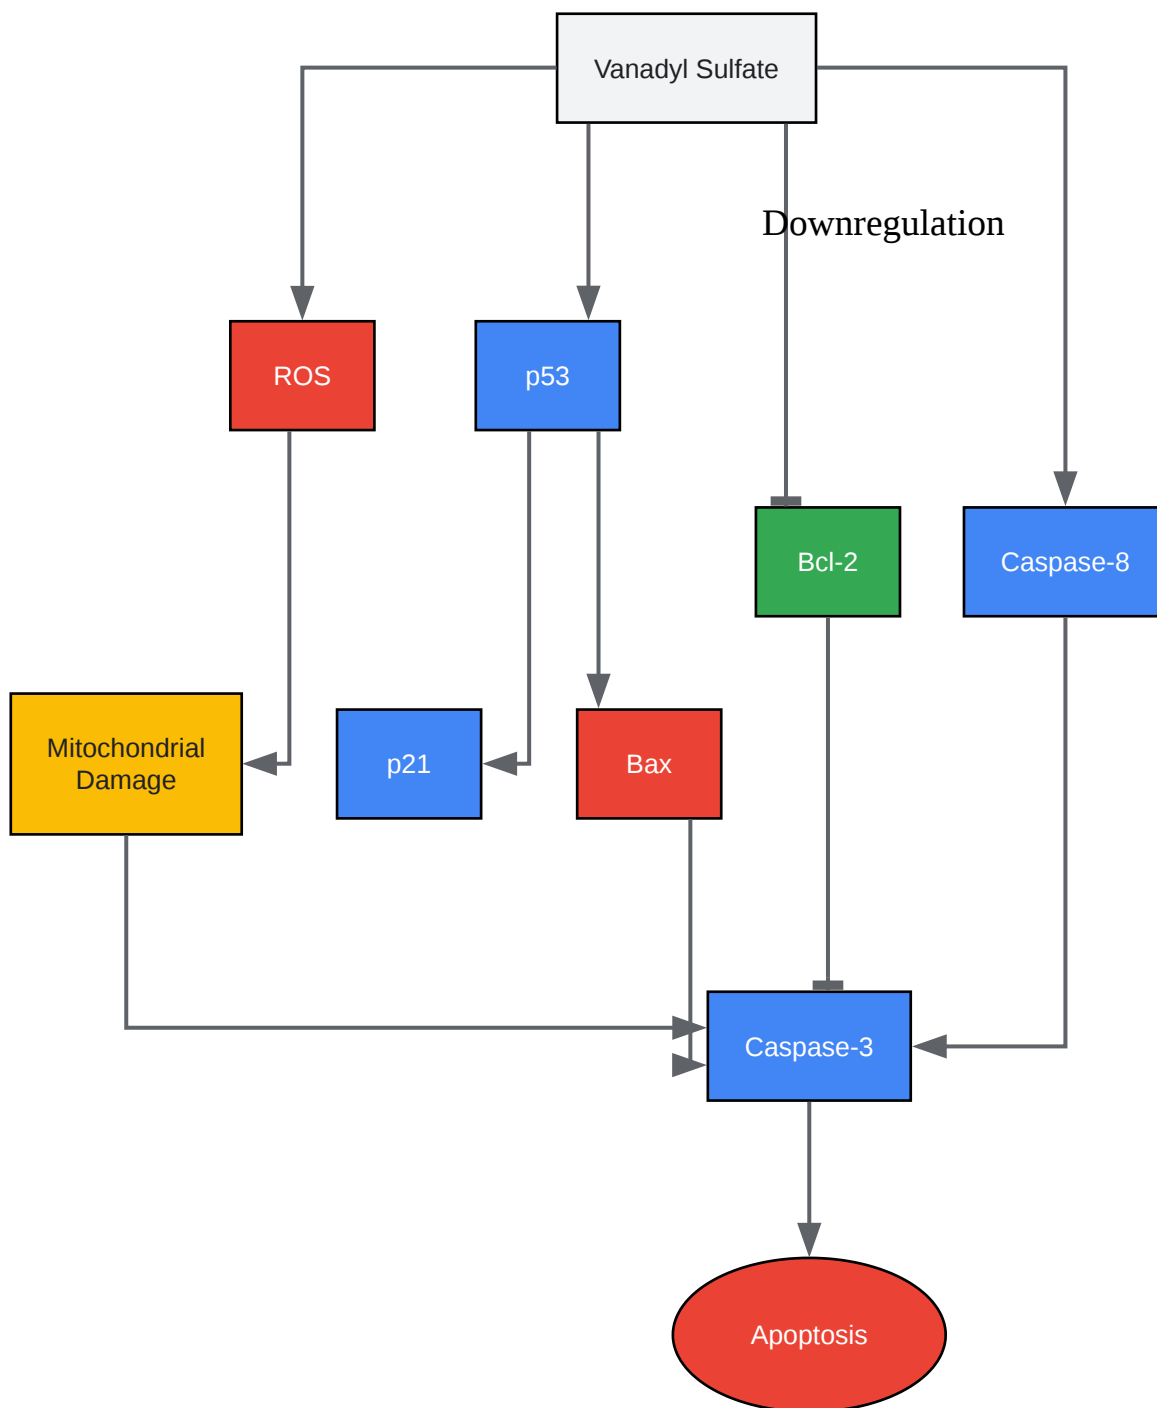 Vanadyl Sulfate
Downregulation
ROS
p53
Bcl-2
Caspase-8
Mitochondrial
Damage
p21
Bax
Caspase-3
Apoptosis